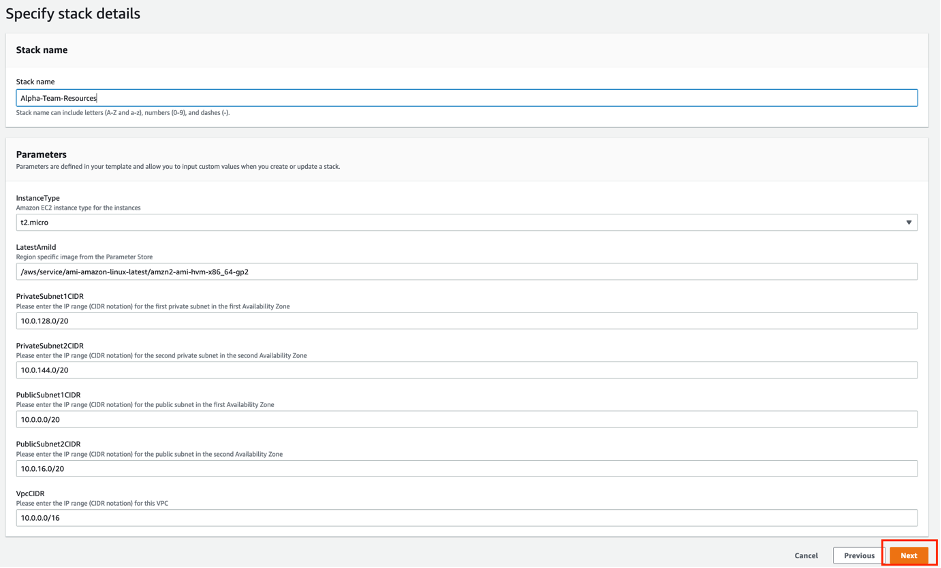 Specify stack details
Stack name
Stack name
Alpha-Team-Resources
Stack name can include letters (A-Z and a-z), numbers (0-9), and dashes (-).
Parameters
Parameters are defined in your template and allow you to input custom values when you create or update a stack.
InstanceType
Amazon EC2 instance type for the instances
t2.micro
LatestAmiId
Region specific image from the Parameter Store
/aws/service/ami-amazon-linux-latest/amzn2-ami-hvm-x86_64-gp2
PrivateSubnet1CIDR
Please enter the IP range (CIDR notation) for the first private subnet in the first Availability Zone
10.0.128.0/20
PrivateSubnet2CIDR
Please enter the IP range (CIDR notation) for the second private subnet in the second Availability Zone
10.0.144.0/20
PublicSubnet1CIDR
Please enter the IP range (CIDR notation) for the public subnet in the first Availability Zone
10.0.0.0/20
PublicSubnet2CIDR
Please enter the IP range (CIDR notation) for the public subnet in the second Availability Zone
10.0.16.0/20
VpcCIDR
Please enter the IP range (CIDR notation) for this VPC
10.0.0.0/16
Cancel Previous Next